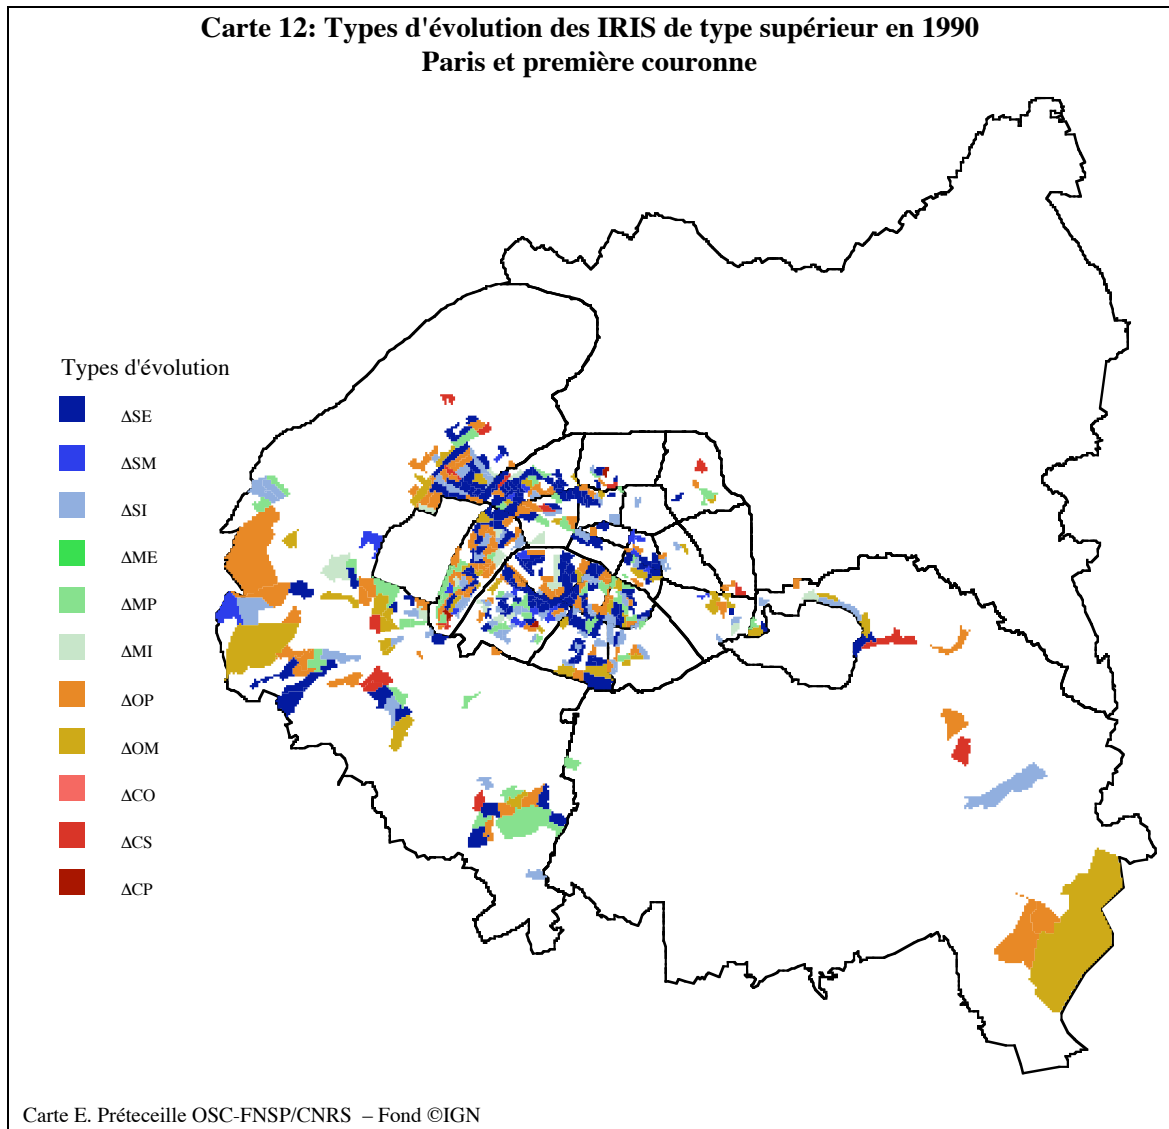 Carte 12: Types d'évolution des IRIS de type supérieur en 1990
Paris et première couronne
Types d'évolution
ΔSE
ΔSM
ΔSI
ΔME
ΔMP
ΔMI
ΔOP
ΔOM
ΔCO
ΔCS
ΔCP
Carte E. Préteceille OSC-FNSP/CNRS – Fond ©IGN